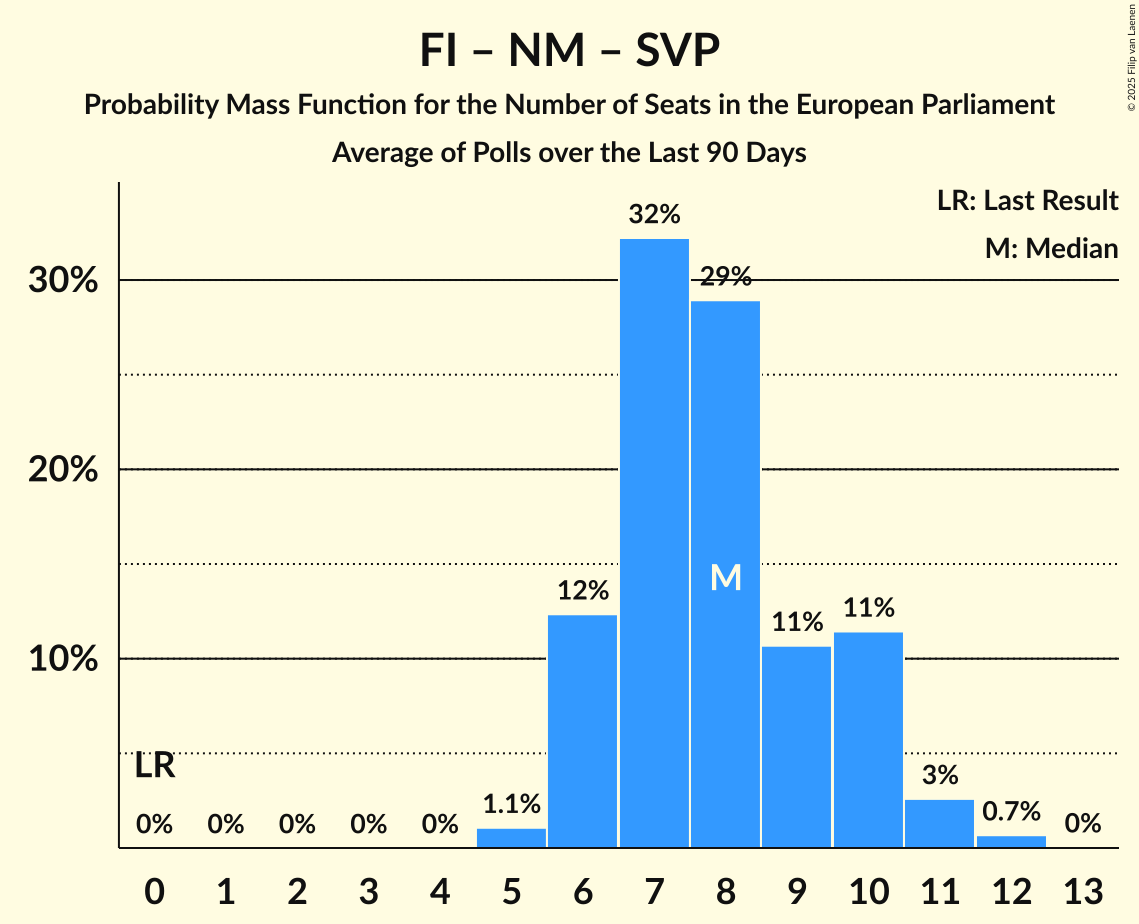 FI – NM – SVP
Probability Mass Function for the Number of Seats in the European Parliament
Average of Polls over the Last 90 Days
© 2025 Filip van Laenen
LR: Last Result
M: Median
30%
20%
10%
32%
29%
M
12%
11%
11%
LR
3%
1.1%
0.7%
0%
0%
0%
0%
0%
0%
0 1 2 3 4 5 6 7 8 9 10 11 12 13